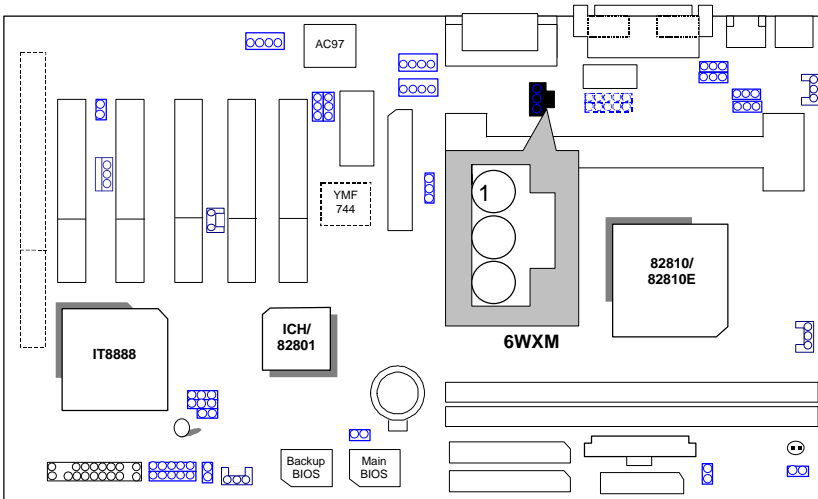 AC97
YMF
744
1
82810/
82810E
6WXM
IT8888
ICH/
82801
Backup
BIOS
Main
BIOS